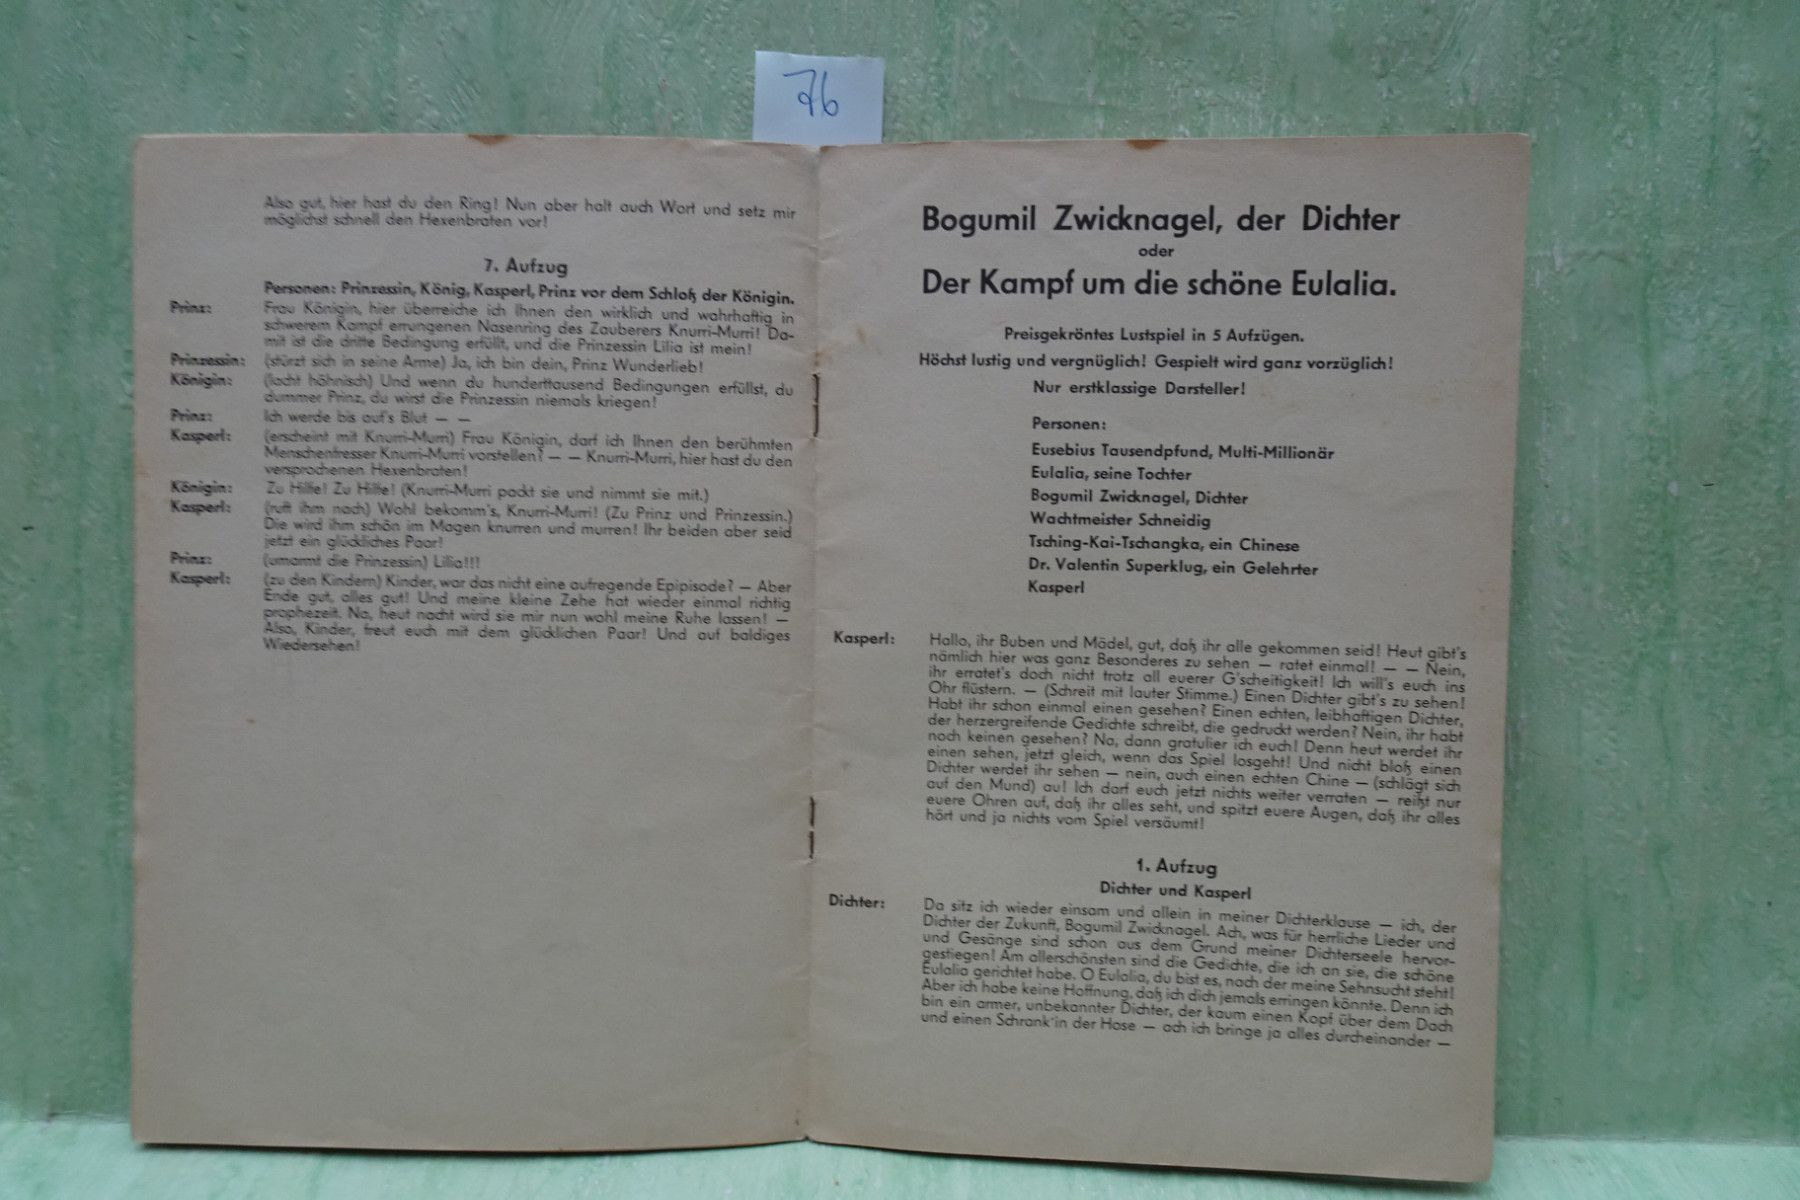 76
Also gut, hier hast du den Ring! Nun aber halt auch Wort und setz mir
möglichst schnell den Hexenbraten vor!
7. Aufzug
Personen: Prinzessin, König, Kasperl, Prinz vor dem Schloß der Königin.
Prinz: Frau Königin, hier überreiche ich Ihnen den wirklich und wahrhaftig in
schwerem Kampf errungenen Nasenring des Zauberers Knurri-Murri! Da-
mit ist die dritte Bedingung erfüllt, und die Prinzessin Lilia ist mein!
Prinzessin: (stürzt sich in seine Arme) Ja, ich bin dein, Prinz Wunderlieb!
Königin: (lacht höhnisch) Und wenn du hunderttausend Bedingungen erfüllst, du
dummer Prinz, du wirst die Prinzessin niemals kriegen!
Prinz: Ich werde bis auf's Blut — —
Kasperl: (erscheint mit Knurri-Murri) Frau Königin, darf ich Ihnen den berühmten
Menschenfresser Knurri-Murri vorstellen? — — Knurri-Murri, hier hast du den
versprochenen Hexenbraten!
Königin: Zu Hilfe! Zu Hilfe! (Knurri-Murri packt sie und nimmt sie mit.)
Kasperl: (ruft ihm nach) Wohl bekomm's, Knurri-Murri! (Zu Prinz und Prinzessin.)
Die wird ihm schön im Magen knurren und murren! Ihr beiden aber seid
jetzt ein glückliches Paar!
Prinz: (umarmt die Prinzessin) Lilia!!!
Kasperl: (zu den Kindern) Kinder, war das nicht eine aufregende Epipisode? — Aber
Ende gut, alles gut! Und meine kleine Zehe hat wieder einmal richtig
prophezeit. Na, heut nacht wird sie mir nun wohl meine Ruhe lassen! —
Also, Kinder, freut euch mit dem glücklichen Paar! Und auf baldiges
Wiedersehen!
Bogumil Zwicknagel, der Dichter
oder
Der Kampf um die schöne Eulalia.
Preisgekröntes Lustspiel in 5 Aufzügen.
Höchst lustig und vergnüglich! Gespielt wird ganz vorzüglich!
Nur erstklassige Darsteller!
Personen:
Eusebius Tausendpfund, Multi-Millionär
Eulalia, seine Tochter
Bogumil Zwicknagel, Dichter
Wachtmeister Schneidig
Tsching-Kai-Tschangka, ein Chinese
Dr. Valentin Superklug, ein Gelehrter
Kasperl
Kasperl: Hallo, ihr Buben und Mädel, gut, daß ihr alle gekommen seid! Heut gibt's
nämlich hier was ganz Besonderes zu sehen — ratet einmal! — — Nein,
ihr erratet's doch nicht trotz all euerer G'scheitigkeit! Ich will's euch ins
Ohr flüstern. — (Schreit mit lauter Stimme.) Einen Dichter gibt's zu sehen!
Habt ihr schon einmal einen gesehen? Einen echten, leibhaftigen Dichter,
der herzergreifende Gedichte schreibt, die gedruckt werden? Nein, ihr habt
noch keinen gesehen? Na, dann gratulier ich euch! Denn heut werdet ihr
einen sehen, jetzt gleich, wenn das Spiel losgeht! Und nicht bloß einen
Dichter werdet ihr sehen — nein, auch einen echten Chine — (schlägt sich
auf den Mund) au! Ich darf euch jetzt nichts weiter verraten — reißt nur
euere Ohren auf, daß ihr alles seht, und spitzt euere Augen, daß ihr alles
hört und ja nichts vom Spiel versäumt!
1. Aufzug
Dichter und Kasperl
Dichter: Da sitz ich wieder einsam und allein in meiner Dichterklause — ich, der
Dichter der Zukunft, Bogumil Zwicknagel. Ach, was für herrliche Lieder und
und Gesänge sind schon aus dem Grund meiner Dichterseele hervor-
gestiegen! Am allerschönsten sind die Gedichte, die ich an sie, die schöne
Eulalia gerichtet habe. O Eulalia, du bist es, nach der meine Sehnsucht steht!
Aber ich habe keine Hoffnung, daß ich dich jemals erringen könnte. Denn ich
bin ein armer, unbekannter Dichter, der kaum einen Kopf über dem Dach
und einen Schrank in der Hose — ach ich bringe ja alles durcheinander —